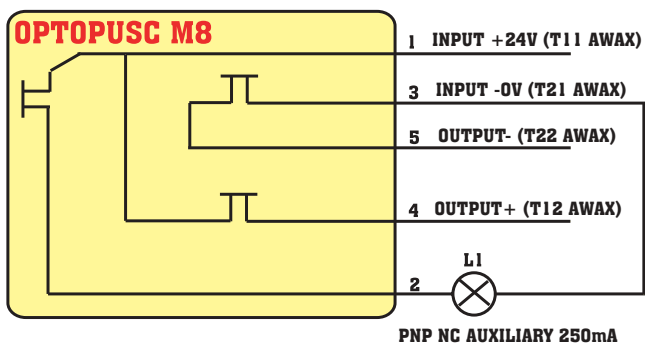 OPTOPUSC M8
1 INPUT +24V (T11 AWAX)
3 INPUT -0V (T21 AWAX)
5 OUTPUT- (T22 AWAX)
4 OUTPUT+ (T12 AWAX)
L1
2
PNP NC AUXILIARY 250mA